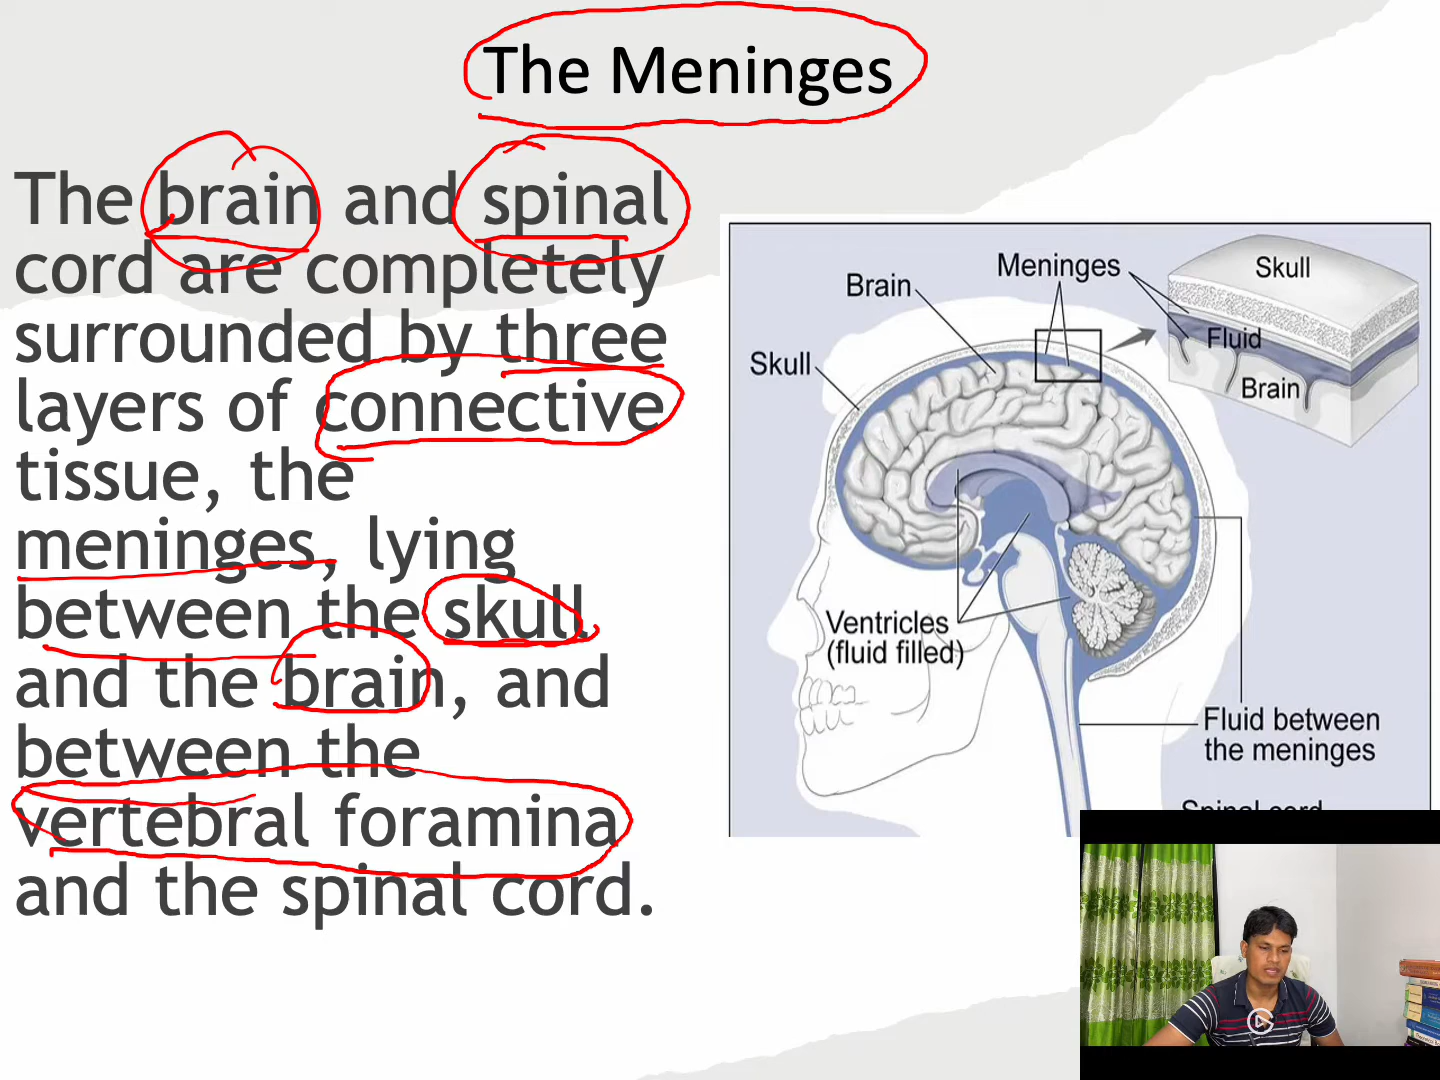 The Meninges
The brain and spinal
cord are completely
surrounded by three
layers of connective
tissue, the
meninges, lying
between the skull
and the brain, and
between the
vertebral foramina
and the spinal cord.
Meninges
Brain
Skull
Skull
Fluid
Brain
Ventricles
(fluid filled)
Fluid between
the meninges
Spinal cord